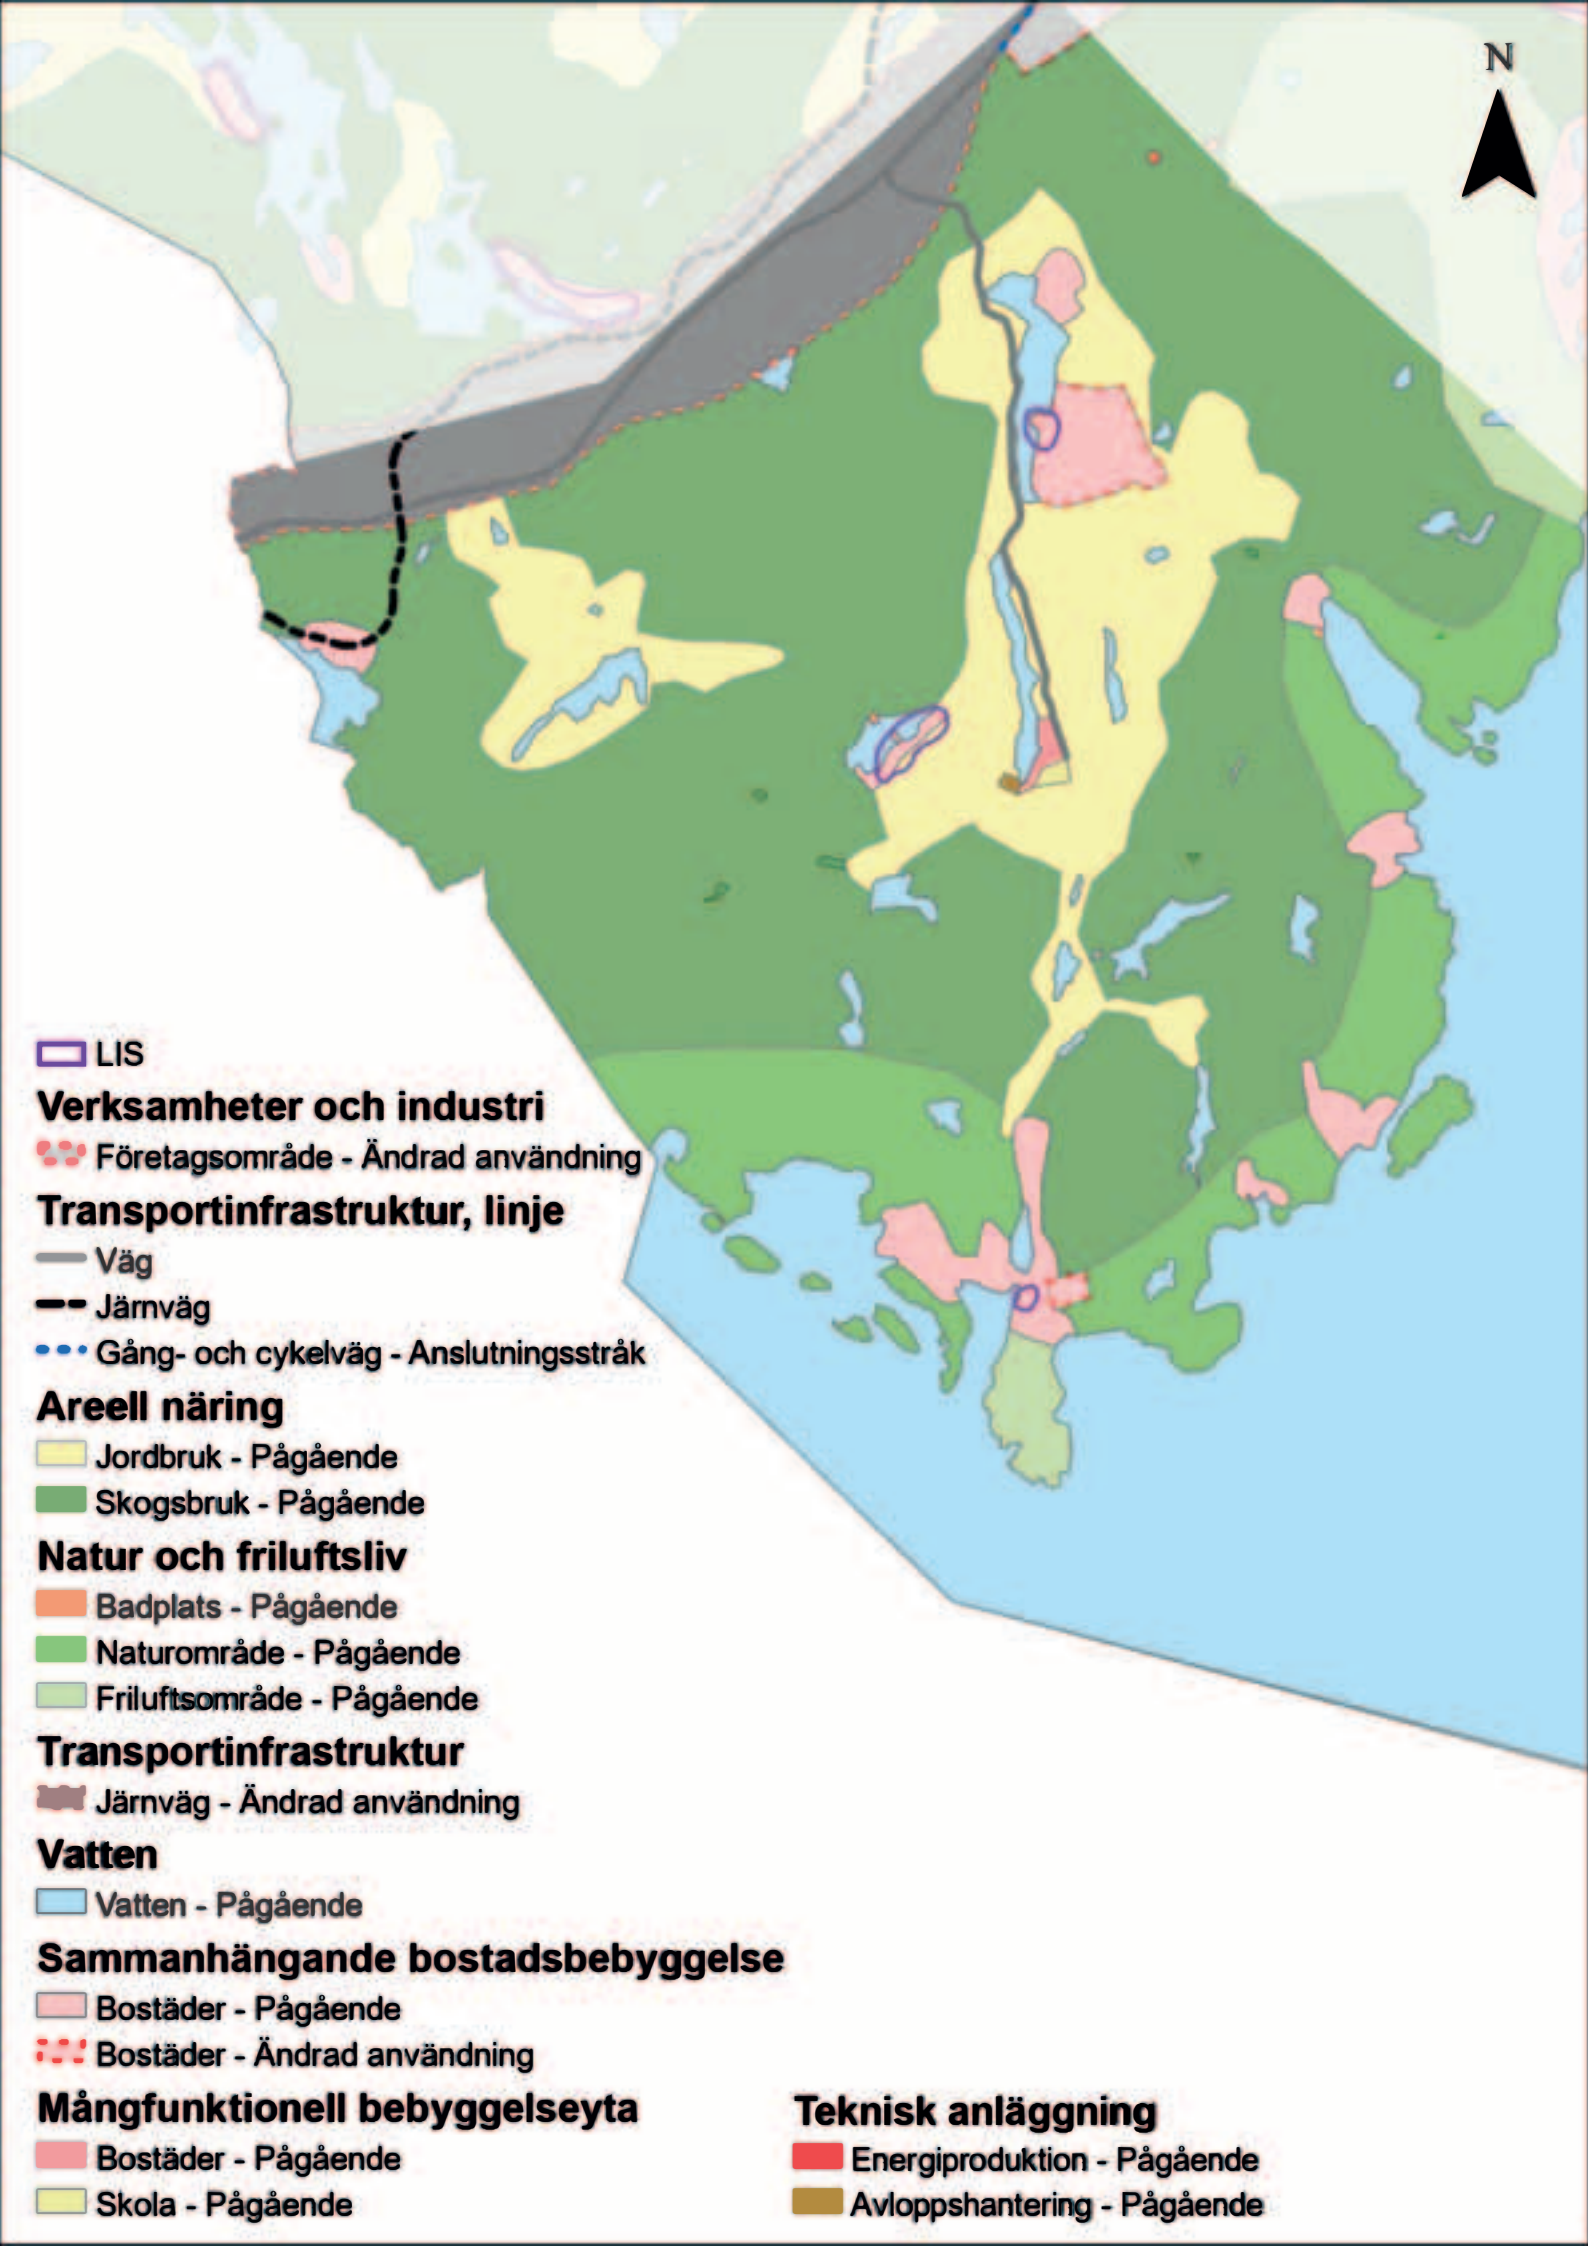 N
LIS
Verksamheter och industri
Företagsområde - Ändrad användning
Transportinfrastruktur, linje
Väg
Järnväg
Gång- och cykelväg - Anslutningsstråk
Areell näring
Jordbruk - Pågående
Skogsbruk - Pågående
Natur och friluftsliv
Badplats - Pågående
Naturområde - Pågående
Friluftsområde - Pågående
Transportinfrastruktur
Järnväg - Ändrad användning
Vatten
Vatten - Pågående
Sammanhängande bostadsbebyggelse
Bostäder - Pågående
Bostäder - Ändrad användning
Mångfunktionell bebyggelseyta
Bostäder - Pågående
Skola - Pågående
Teknisk anläggning
Energiproduktion - Pågående
Avloppshantering - Pågående